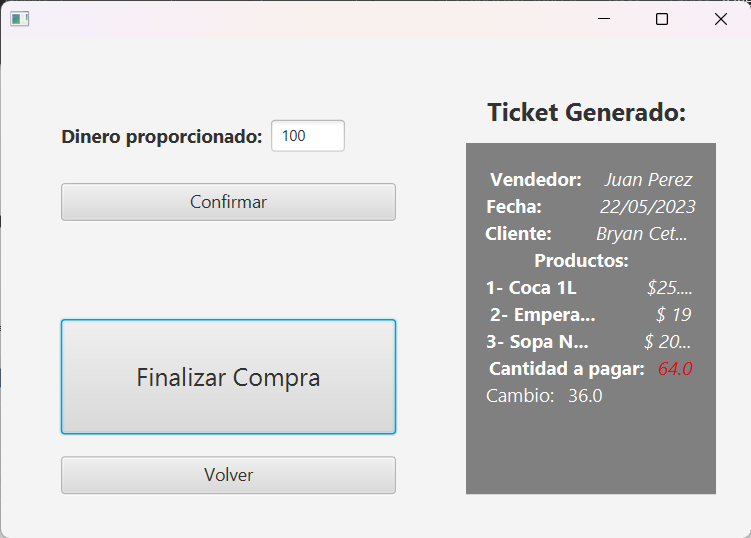 Dinero proporcionado: 100
Confirmar
Finalizar Compra
Volver
Ticket Generado:
Vendedor: Juan Perez
Fecha: 22/05/2023
Cliente: Bryan Cet...
Productos:
1- Coca 1L $25....
2- Empera... $ 19
3- Sopa N... $ 20...
Cantidad a pagar: 64.0
Cambio: 36.0